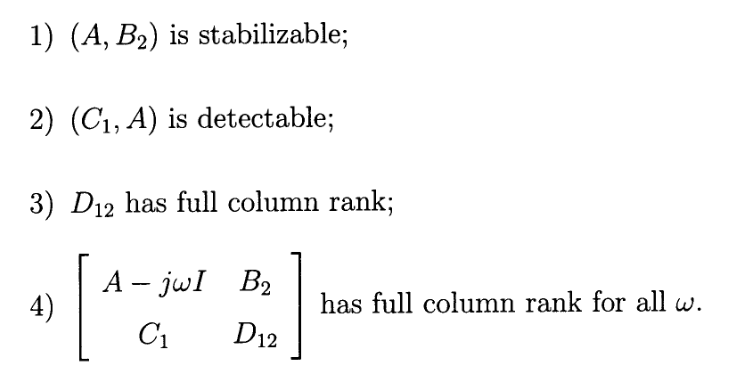 1) (A, B₂) is stabilizable;
2) (C₁, A) is detectable;
3) D₁₂ has full column rank;
4) [ A − jωI B₂
C₁ D₁₂ ] has full column rank for all ω.